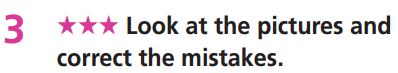 3 ★★★ Look at the pictures and
correct the mistakes.